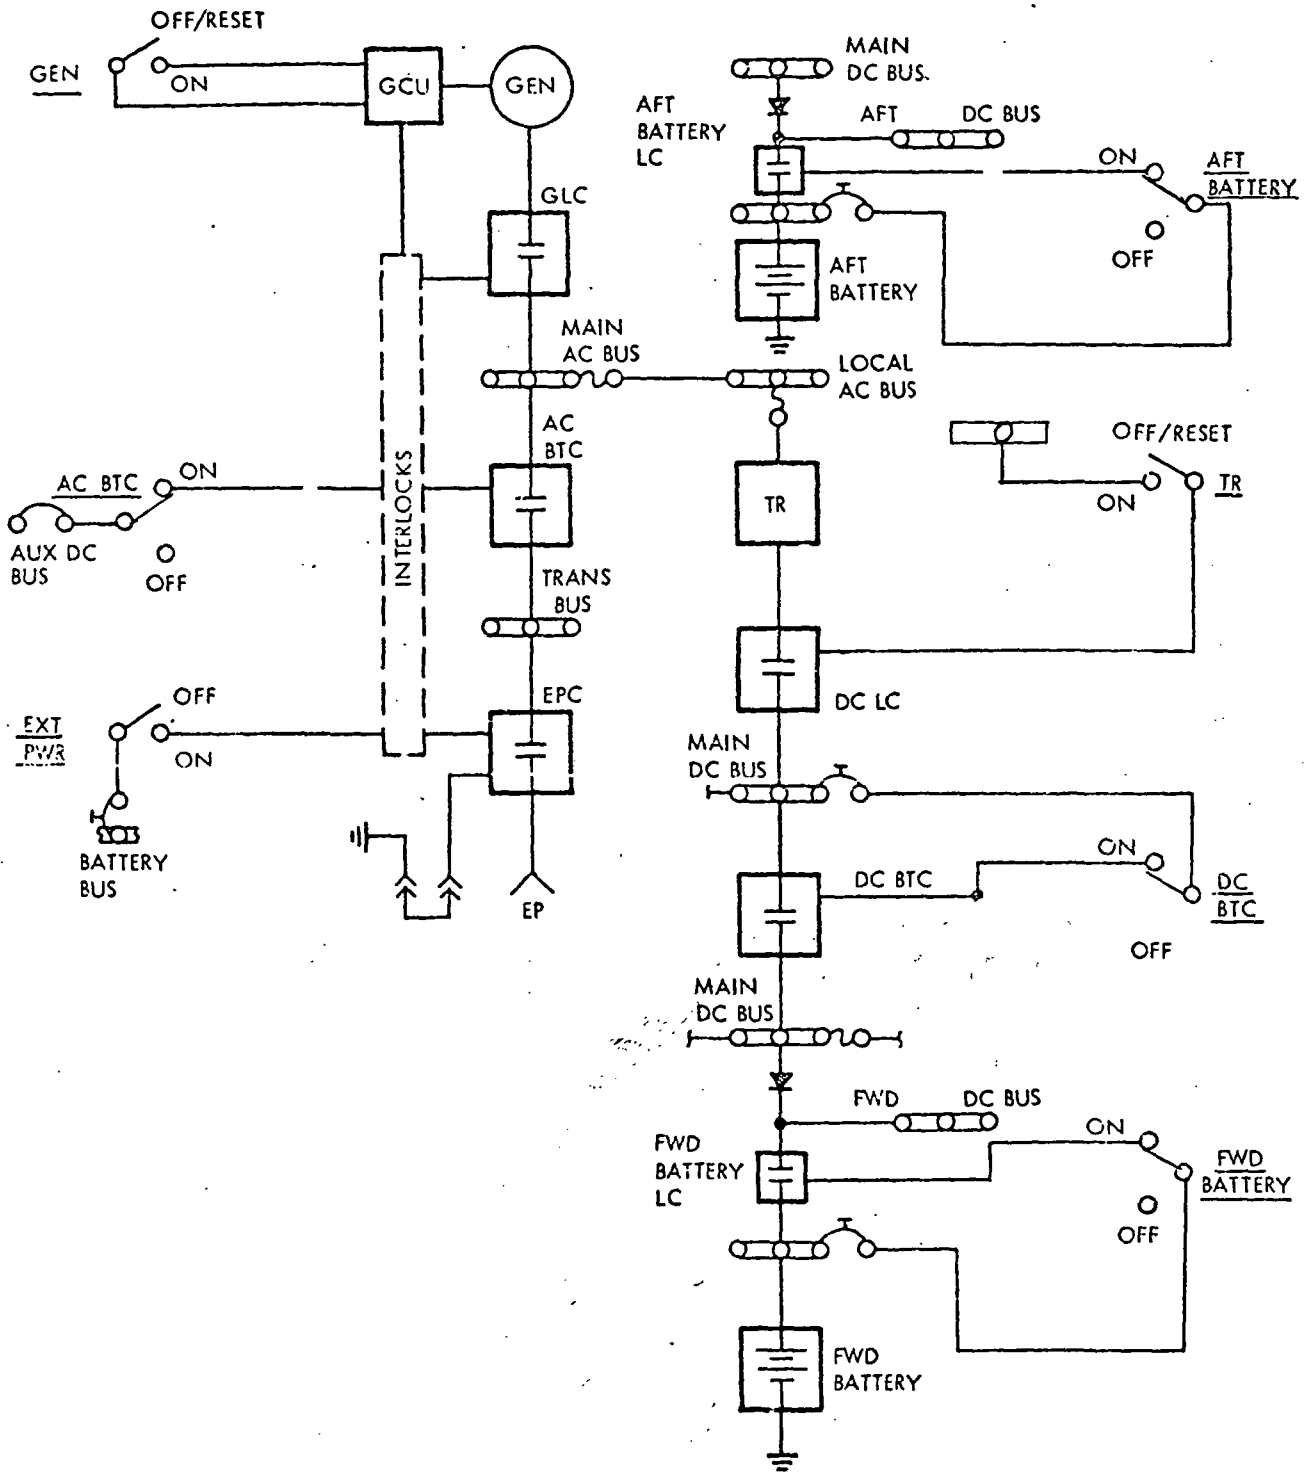 OFF/RESET
GEN
ON
GCU
GEN
GLC
MAIN
AC BUS
AC
BTC
AC BTC
ON
AUX DC
BUS
OFF
INTERLOCKS
TRANS
BUS
EPC
OFF
EXT
PWR
ON
BATTERY
BUS
EP
MAIN
DC BUS.
AFT
BATTERY
LC
AFT DC BUS
ON
AFT
BATTERY
OFF
AFT
BATTERY
LOCAL
AC BUS
OFF/RESET
TR
ON
TR
DC LC
MAIN
DC BUS
ON
DC BTC
DC
BTC
OFF
MAIN
DC BUS
FWD DC BUS
ON
FWD
BATTERY
LC
FWD
BATTERY
OFF
FWD
BATTERY